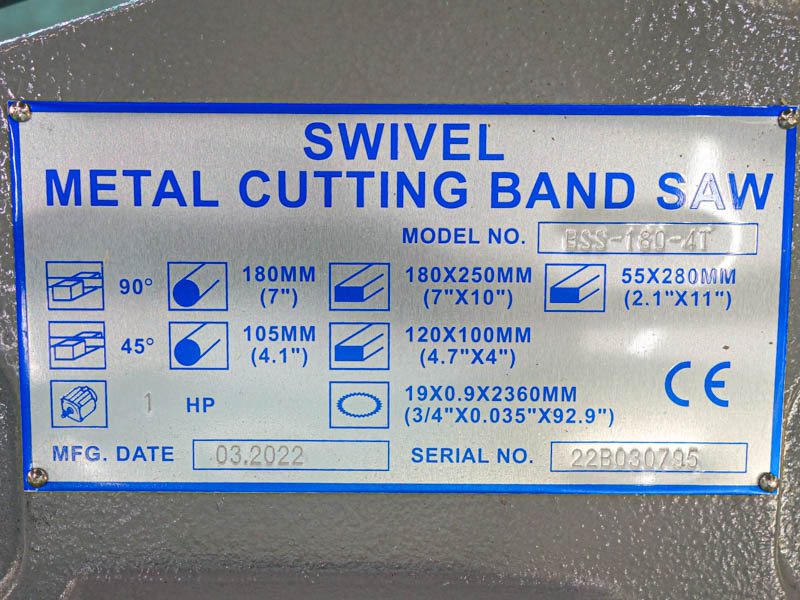 SWIVEL
METAL CUTTING BAND SAW
MODEL NO. BSS-180-4T
90° 180MM (7") 180X250MM (7"X10") 55X280MM (2.1"X11")
45° 105MM (4.1") 120X100MM (4.7"X4")
1 HP 19X0.9X2360MM (3/4"X0.035"X92.9")
CE
MFG. DATE 03.2022 SERIAL NO. 22B030795